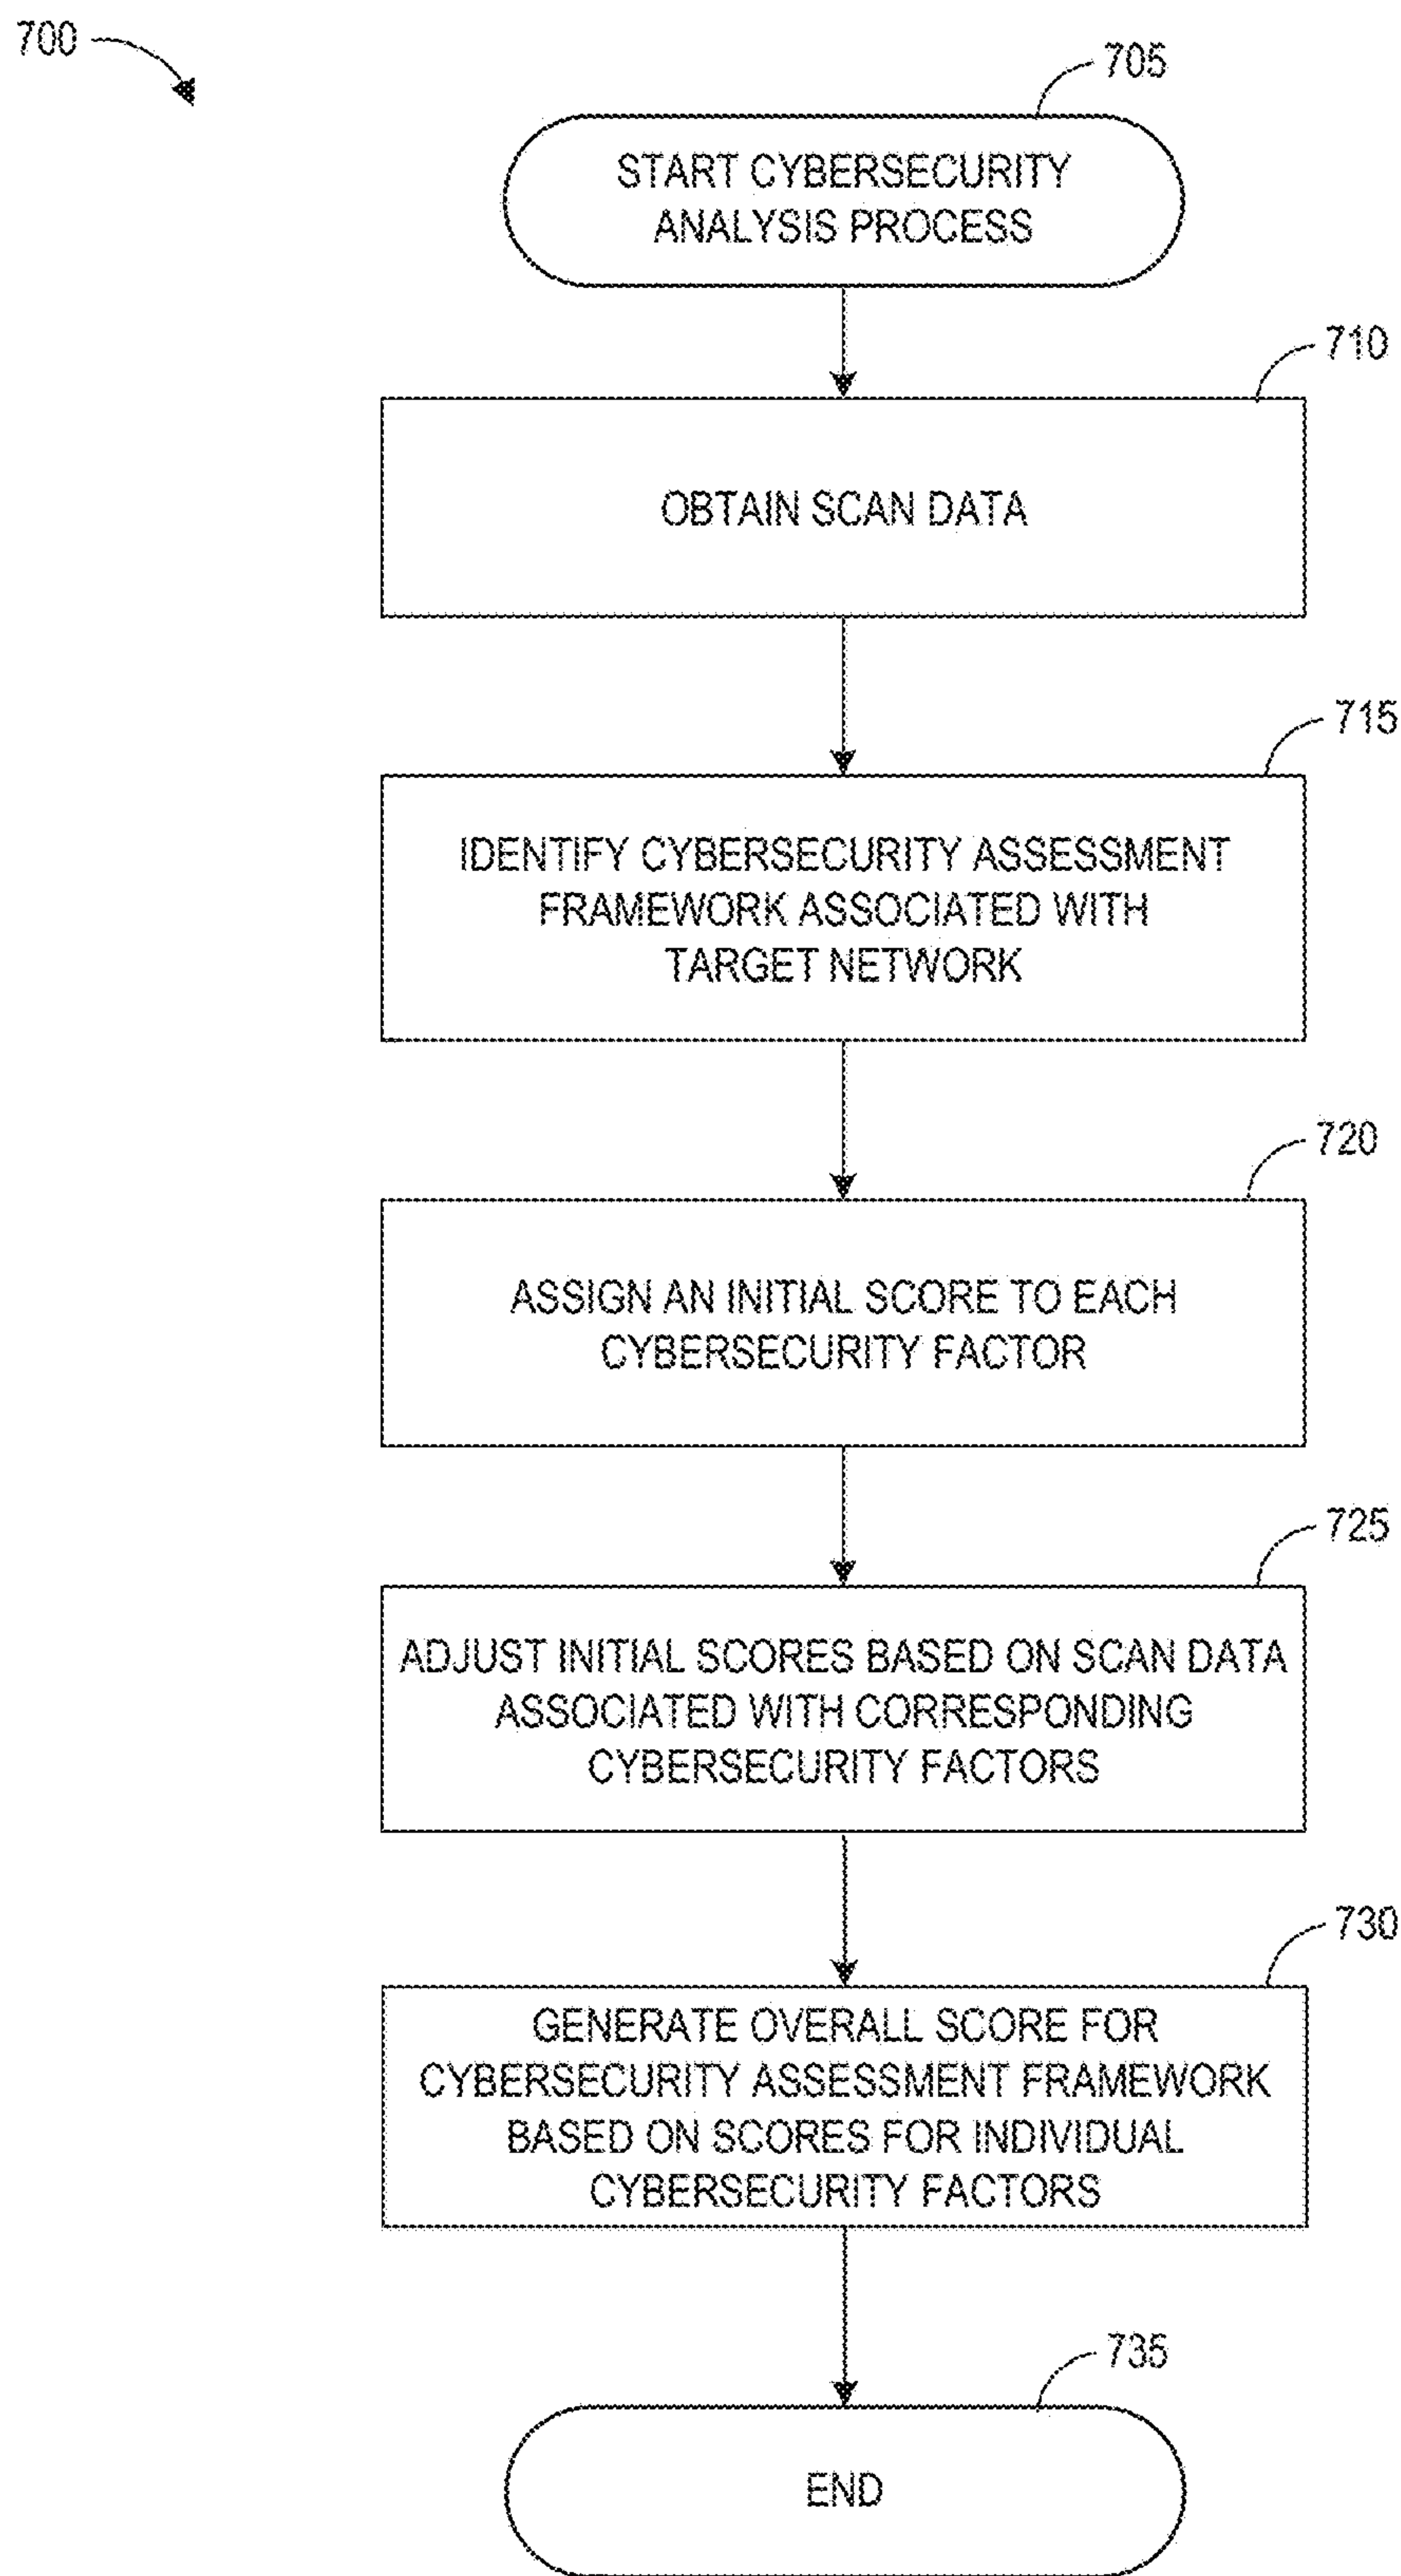 700
705
START CYBERSECURITY
ANALYSIS PROCESS
710
OBTAIN SCAN DATA
715
IDENTIFY CYBERSECURITY ASSESSMENT
FRAMEWORK ASSOCIATED WITH
TARGET NETWORK
720
ASSIGN AN INITIAL SCORE TO EACH
CYBERSECURITY FACTOR
725
ADJUST INITIAL SCORES BASED ON SCAN DATA
ASSOCIATED WITH CORRESPONDING
CYBERSECURITY FACTORS
730
GENERATE OVERALL SCORE FOR
CYBERSECURITY ASSESSMENT FRAMEWORK
BASED ON SCORES FOR INDIVIDUAL
CYBERSECURITY FACTORS
735
END